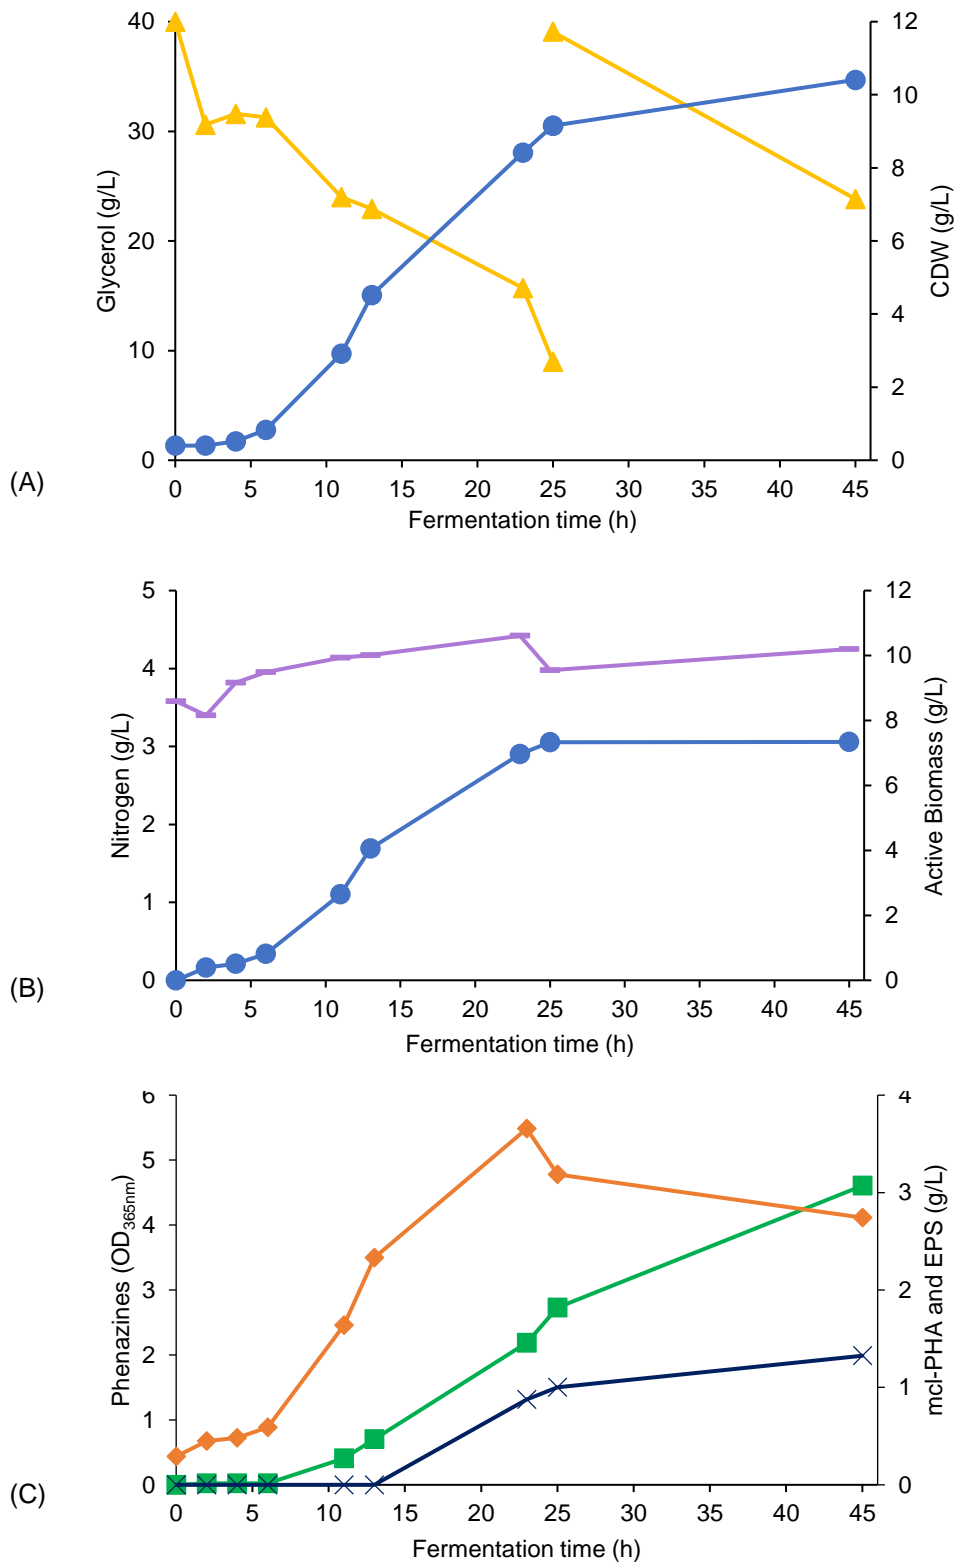 40
30
20
10
0
Glycerol (g/L)
12
10
8
6
4
2
0
CDW (g/L)
0 5 10 15 20 25 30 35 40 45
Fermentation time (h)
(A)
5
4
3
2
1
0
Nitrogen (g/L)
12
10
8
6
4
2
0
Active Biomass (g/L)
0 5 10 15 20 25 30 35 40 45
Fermentation time (h)
(B)
6
5
4
3
2
1
0
Phenazines (OD365nm)
4
3
2
1
0
mcl-PHA and EPS (g/L)
0 5 10 15 20 25 30 35 40 45
Fermentation time (h)
(C)